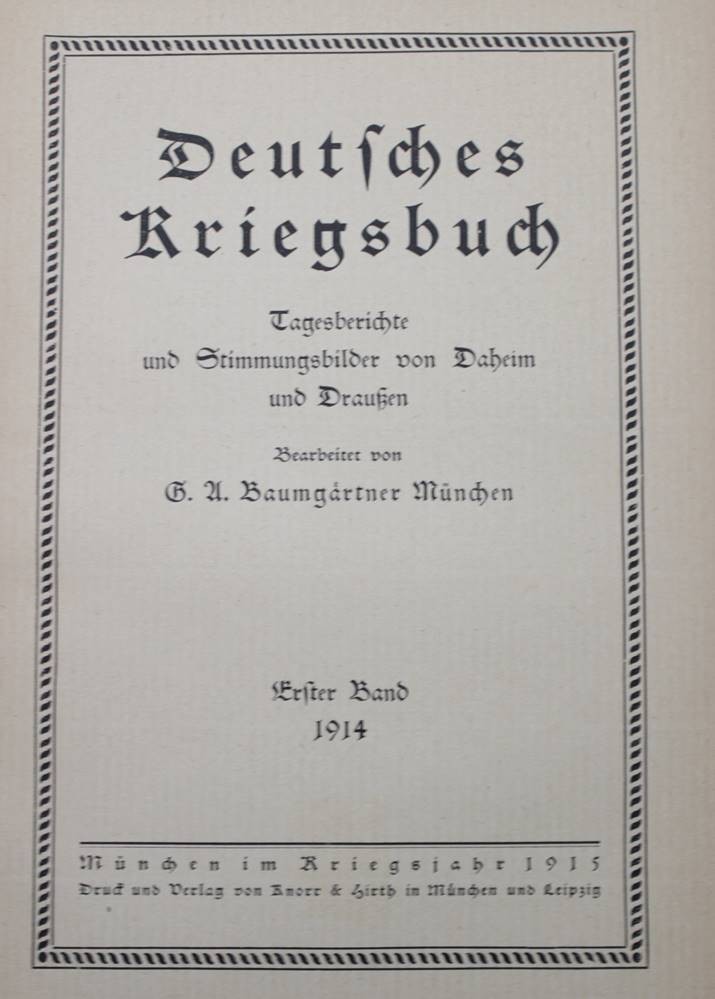 Deutſches
Kriegsbuch
Tagesberichte
und Stimmungsbilder von Daheim
und Draußen
Bearbeitet von
G. A. Baumgärtner München
Erſter Band
1914
München im Kriegsjahr 1915
Druck und Verlag von Knorr & Hirth in München und Leipzig